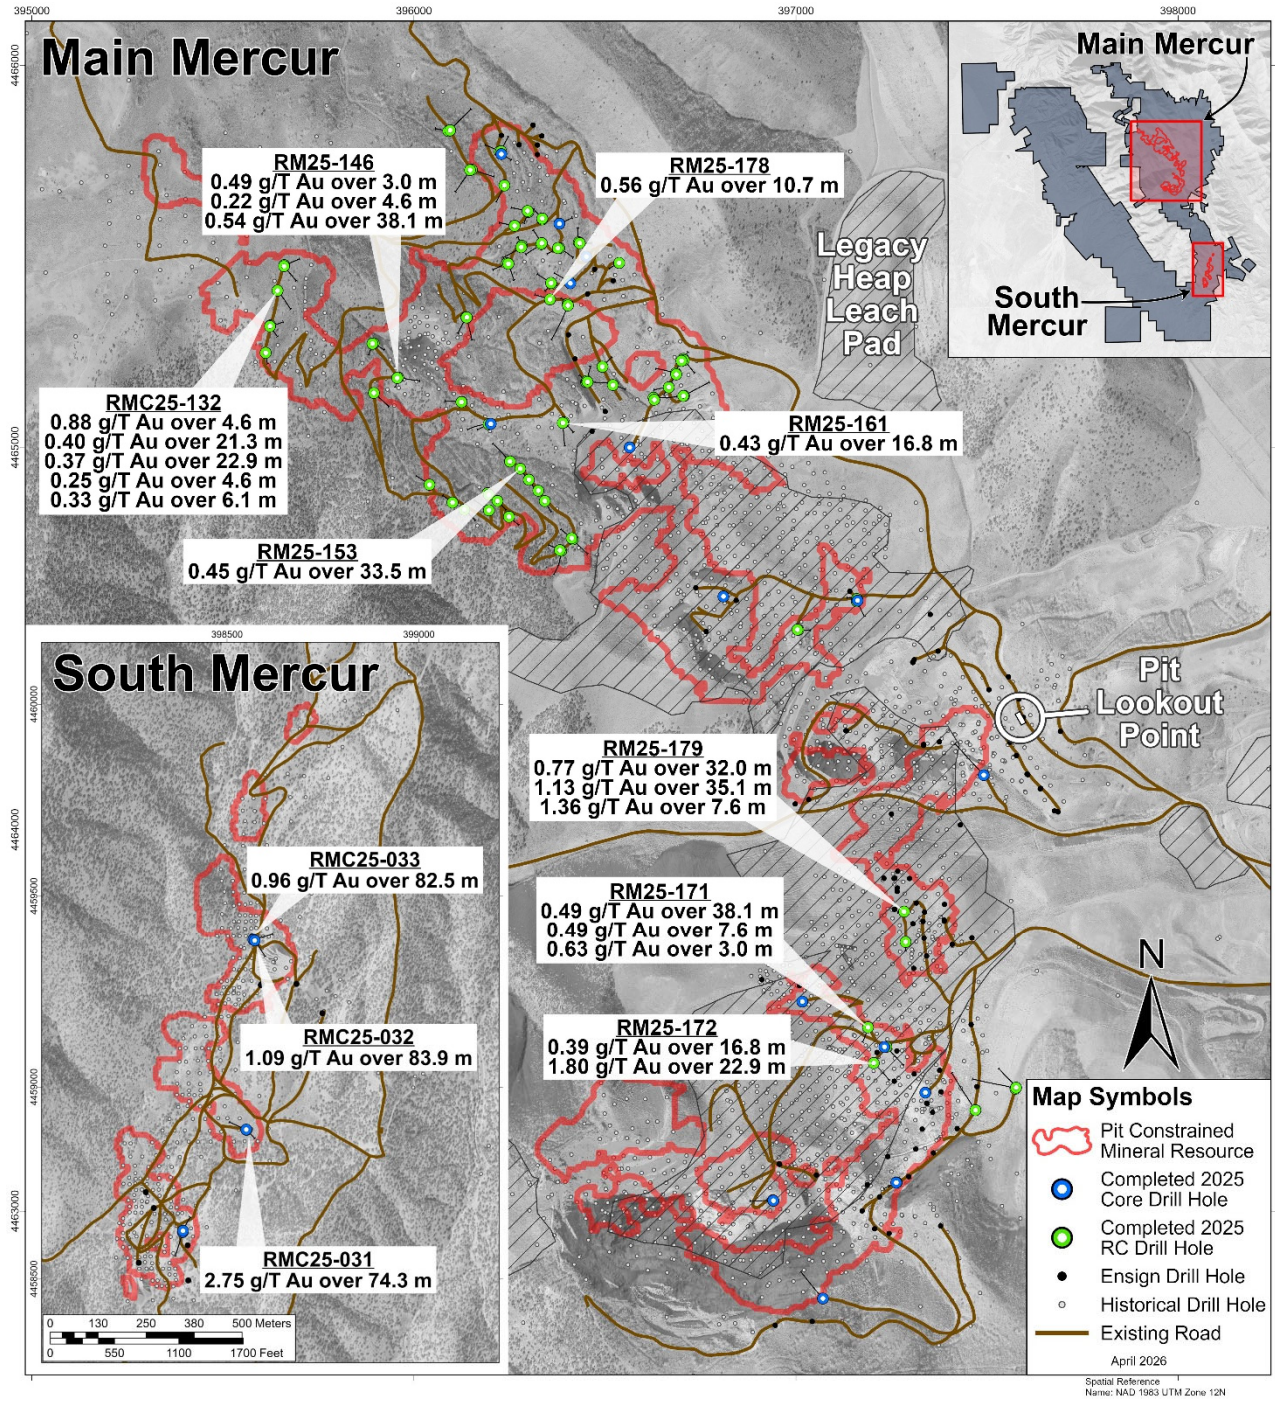 395000
396000
397000
398000
4466000
4465000
4464000
4463000
Main Mercur
RM25-146
0.49 g/T Au over 3.0 m
0.22 g/T Au over 4.6 m
0.54 g/T Au over 38.1 m
RM25-178
0.56 g/T Au over 10.7 m
Legacy
Heap
Leach
Pad
Main Mercur
South
Mercur
RMC25-132
0.88 g/T Au over 4.6 m
0.40 g/T Au over 21.3 m
0.37 g/T Au over 22.9 m
0.25 g/T Au over 4.6 m
0.33 g/T Au over 6.1 m
RM25-161
0.43 g/T Au over 16.8 m
RM25-153
0.45 g/T Au over 33.5 m
Pit
Lookout
Point
RM25-179
0.77 g/T Au over 32.0 m
1.13 g/T Au over 35.1 m
1.36 g/T Au over 7.6 m
RM25-171
0.49 g/T Au over 38.1 m
0.49 g/T Au over 7.6 m
0.63 g/T Au over 3.0 m
RM25-172
0.39 g/T Au over 16.8 m
1.80 g/T Au over 22.9 m
398500
399000
4460000
4459500
4459000
4458500
South Mercur
RMC25-033
0.96 g/T Au over 82.5 m
RMC25-032
1.09 g/T Au over 83.9 m
RMC25-031
2.75 g/T Au over 74.3 m
0 130 250 380 500 Meters
0 550 1100 1700 Feet
N
Map Symbols
Pit Constrained
Mineral Resource
Completed 2025
Core Drill Hole
Completed 2025
RC Drill Hole
Ensign Drill Hole
Historical Drill Hole
Existing Road
April 2026
Spatial Reference
Name: NAD 1983 UTM Zone 12N